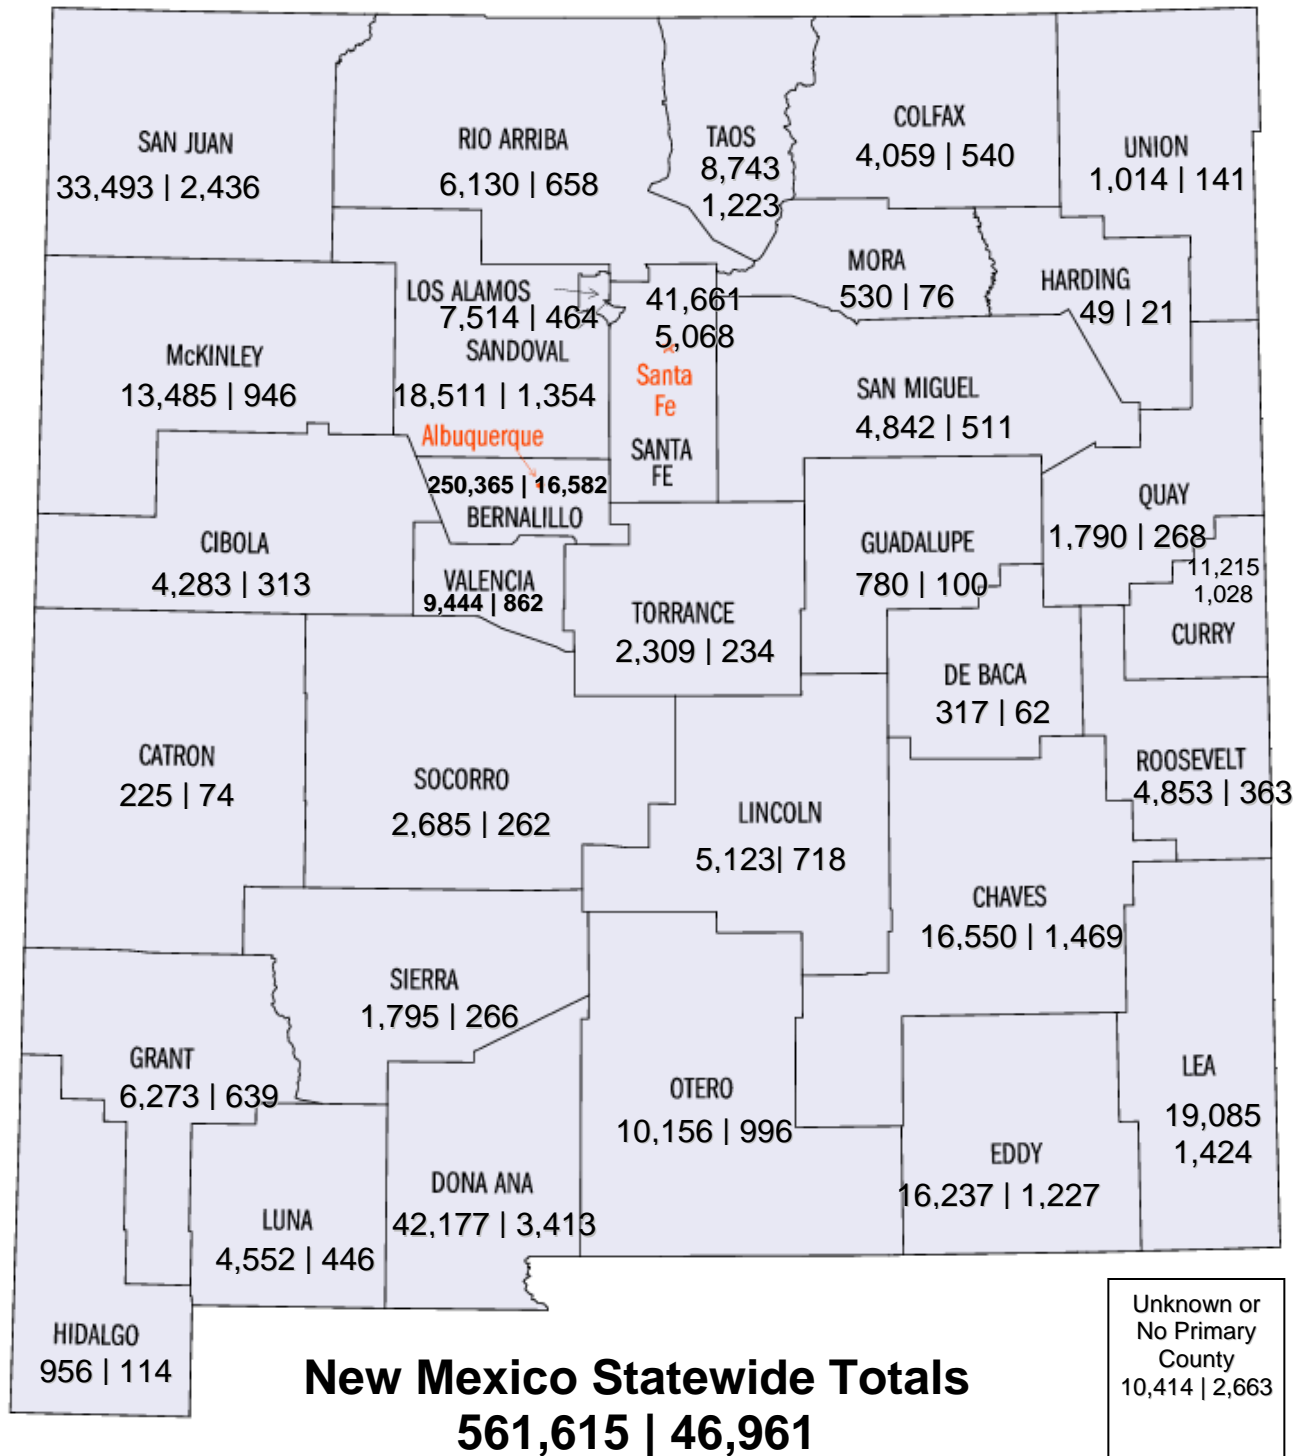 SAN JUAN
33,493 | 2,436
RIO ARRIBA
6,130 | 658
TAOS
8,743
1,223
COLFAX
4,059 | 540
UNION
1,014 | 141
LOS ALAMOS
7,514 | 464
41,661
5,068
Santa
Fe
SANTA
FE
MORA
530 | 76
HARDING
49 | 21
McKINLEY
13,485 | 946
SANDOVAL
18,511 | 1,354
Albuquerque
250,365 | 16,582
BERNALILLO
SAN MIGUEL
4,842 | 511
QUAY
1,790 | 268
11,215
1,028
CURRY
CIBOLA
4,283 | 313
VALENCIA
9,444 | 862
TORRANCE
2,309 | 234
GUADALUPE
780 | 100
DE BACA
317 | 62
ROOSEVELT
4,853 | 363
CATRON
225 | 74
SOCORRO
2,685 | 262
LINCOLN
5,123| 718
CHAVES
16,550 | 1,469
SIERRA
1,795 | 266
GRANT
6,273 | 639
OTERO
10,156 | 996
LEA
19,085
1,424
EDDY
16,237 | 1,227
DONA ANA
42,177 | 3,413
LUNA
4,552 | 446
HIDALGO
956 | 114
Unknown or
No Primary
County
10,414 | 2,663
New Mexico Statewide Totals
561,615 | 46,961